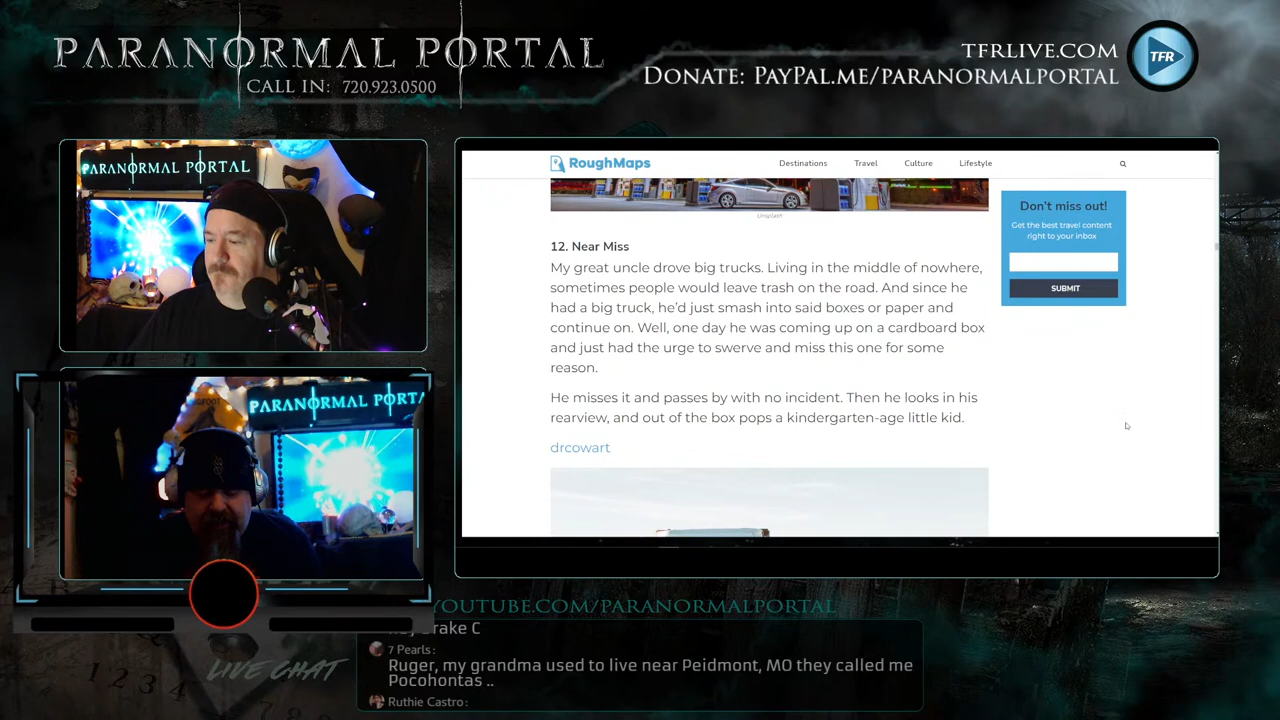 PARANORMAL PORTAL
CALL IN: 720.923.0500
TFRLIVE.COM
DONATE: PAYPAL.ME/PARANORMALPORTAL
TFR
PARANORMAL PORTAL
PARANORMAL PORTA
RoughMaps
Destinations
Travel
Culture
Lifestyle
Unsplash
12. Near Miss
My great uncle drove big trucks. Living in the middle of nowhere,
sometimes people would leave trash on the road. And since he
had a big truck, he'd just smash into said boxes or paper and
continue on. Well, one day he was coming up on a cardboard box
and just had the urge to swerve and miss this one for some
reason.
He misses it and passes by with no incident. Then he looks in his
rearview, and out of the box pops a kindergarten-age little kid.
drcowart
Don't miss out!
Get the best travel content
right to your inbox
SUBMIT
YOUTUBE.COM/PARANORMALPORTAL
LIVE CHAT
1 2 3 4
7 Pearls :
Ruger, my grandma used to live near Peidmont, MO they called me
Pocohontas ..
Ruthie Castro :